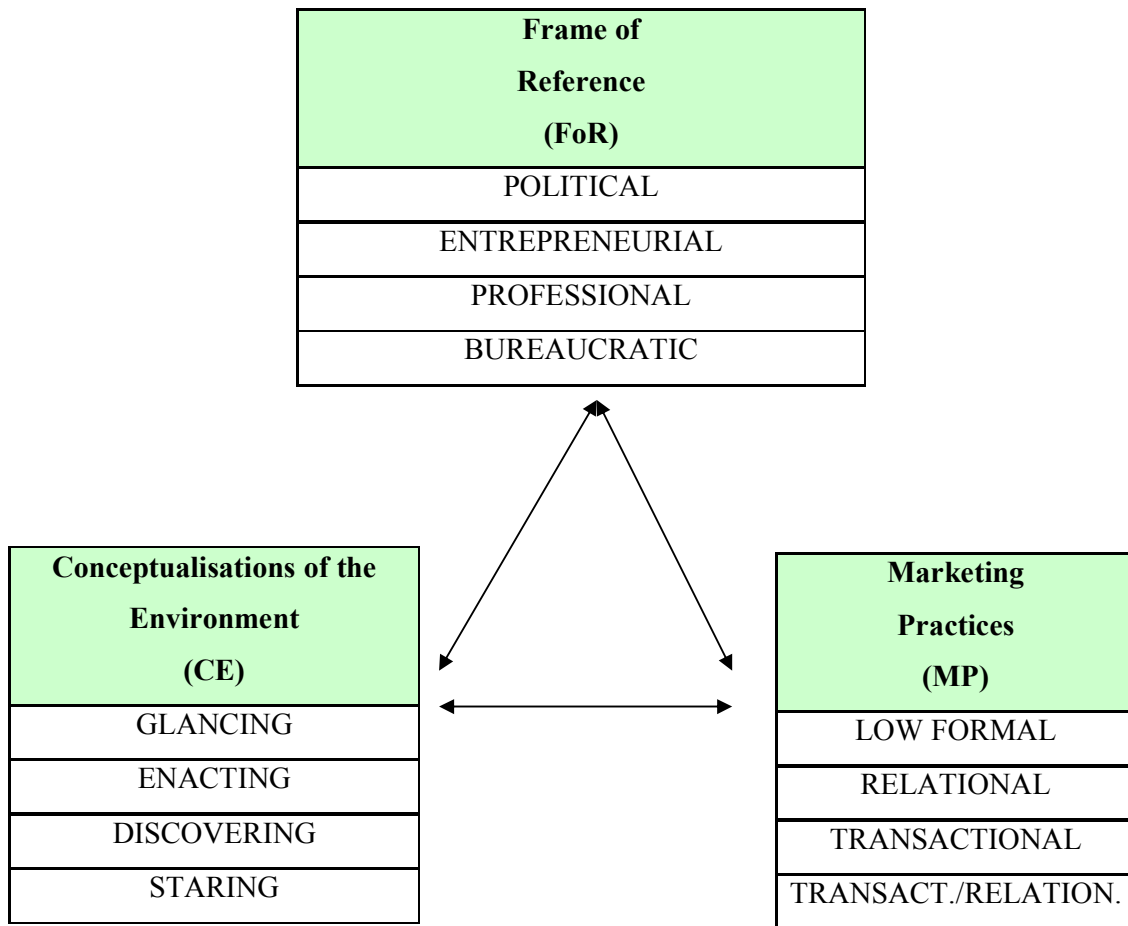 Frame of
Reference
(FoR)
POLITICAL
ENTREPRENEURIAL
PROFESSIONAL
BUREAUCRATIC
Conceptualisations of the
Environment
(CE)
GLANCING
ENACTING
DISCOVERING
STARING
Marketing
Practices
(MP)
LOW FORMAL
RELATIONAL
TRANSACTIONAL
TRANSACT./RELATION.